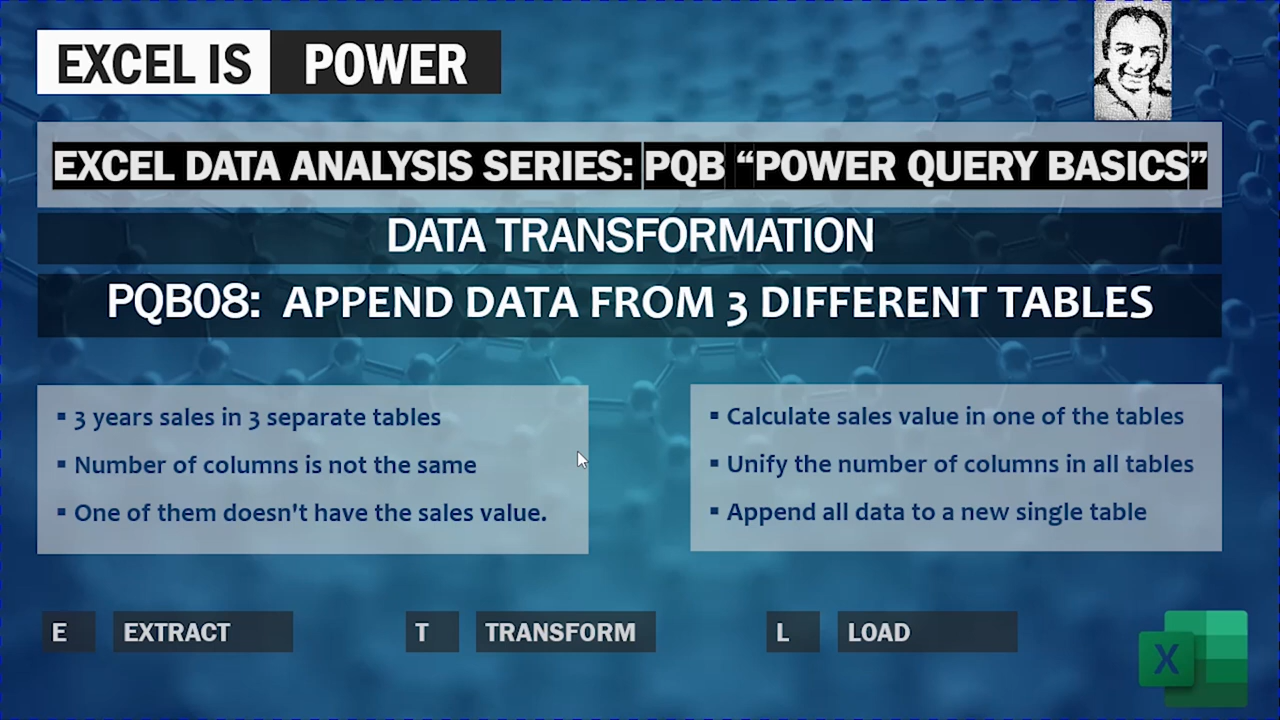 EXCEL IS POWER
EXCEL DATA ANALYSIS SERIES: PQB “POWER QUERY BASICS”
DATA TRANSFORMATION
PQB08: APPEND DATA FROM 3 DIFFERENT TABLES
▪ 3 years sales in 3 separate tables
▪ Number of columns is not the same
▪ One of them doesn't have the sales value.
▪ Calculate sales value in one of the tables
▪ Unify the number of columns in all tables
▪ Append all data to a new single table
E EXTRACT T TRANSFORM L LOAD
X